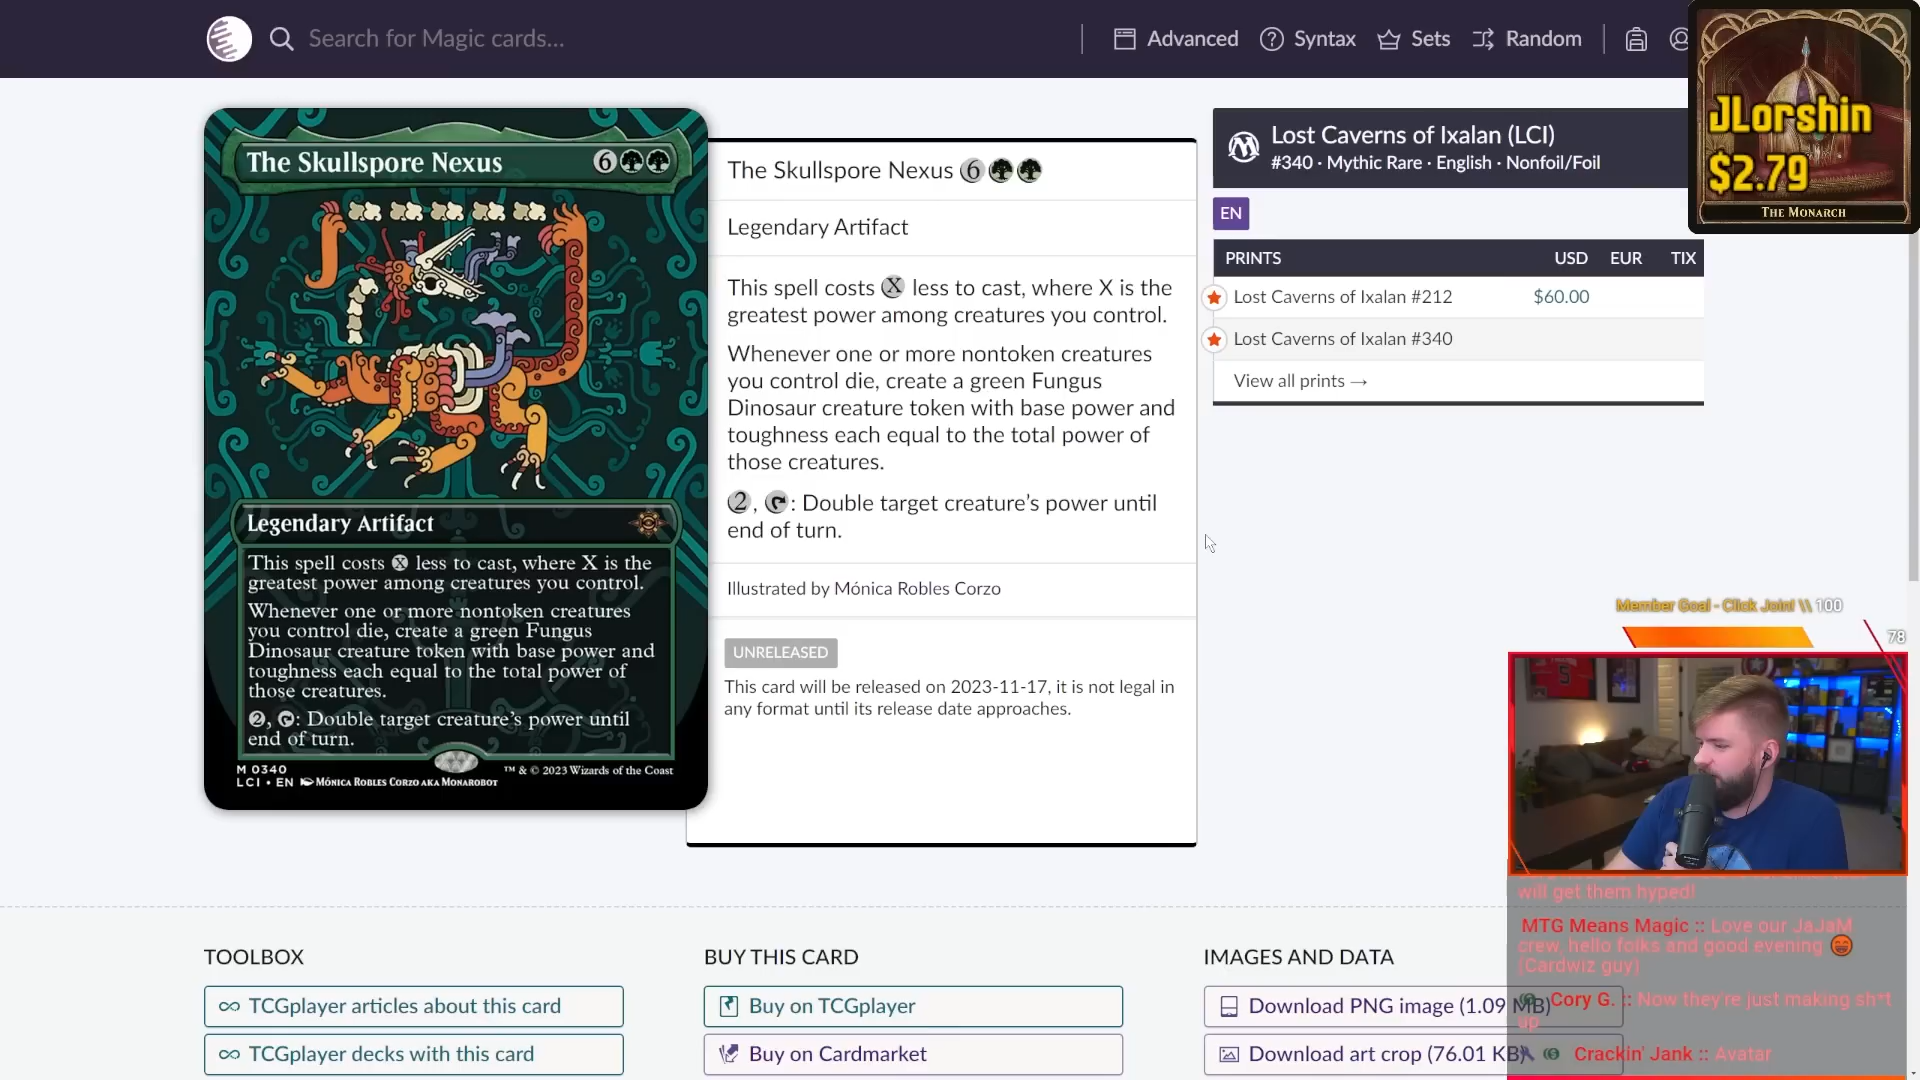 Search for Magic cards...
Advanced
Syntax
Sets
Random
JLorshin
$2.79
THE MONARCH
The Skullspore Nexus 6
Legendary Artifact
This spell costs X less to cast, where X is the
greatest power among creatures you control.
Whenever one or more nontoken creatures
you control die, create a green Fungus
Dinosaur creature token with base power and
toughness each equal to the total power of
those creatures.
2, : Double target creature's power until
end of turn.
M 0340
LCI • EN MÓNICA ROBLES CORZO AKA MONAROBOT
™ & © 2023 Wizards of the Coast
The Skullspore Nexus 6
Legendary Artifact
This spell costs X less to cast, where X is the
greatest power among creatures you control.
Whenever one or more nontoken creatures
you control die, create a green Fungus
Dinosaur creature token with base power and
toughness each equal to the total power of
those creatures.
2, : Double target creature's power until
end of turn.
Illustrated by Mónica Robles Corzo
UNRELEASED
This card will be released on 2023-11-17, it is not legal in
any format until its release date approaches.
Lost Caverns of Ixalan (LCI)
#340 · Mythic Rare · English · Nonfoil/Foil
EN
PRINTS USD EUR TIX
Lost Caverns of Ixalan #212 $60.00
Lost Caverns of Ixalan #340
View all prints →
Member Goal - Click Join! \\ 100
78
will get them hyped!
MTG Means Magic :: Love our JaJaM
crew, hello folks and good evening
[Cardwiz guy]
Cory G. :: Now they're just making sh*t
up
Crackin' Jank :: Avatar
TOOLBOX
TCGplayer articles about this card
TCGplayer decks with this card
BUY THIS CARD
Buy on TCGplayer
Buy on Cardmarket
IMAGES AND DATA
Download PNG image (1.09 MB)
Download art crop (76.01 KB)